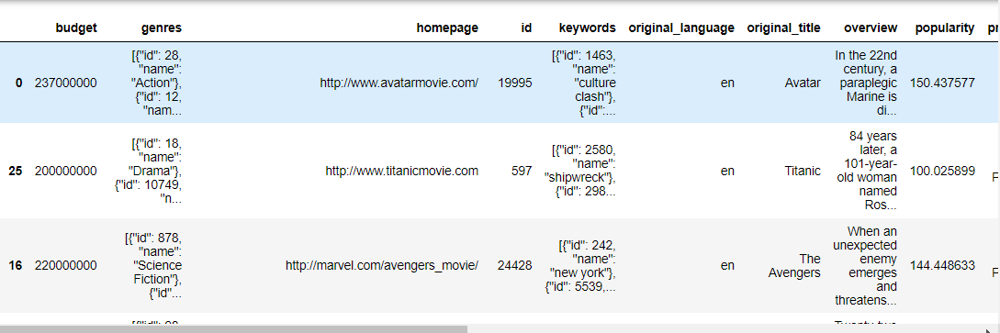 budget genres homepage id keywords original_language original_title overview popularity pr
[{"id": 28, [{"id": 1463, In the 22nd
"name": "name": century, a
0 237000000 "Action"}, http://www.avatarmovie.com/ 19995 "culture en Avatar paraplegic 150.437577
{"id": 12, clash"}, Marine is
"nam... {"id":... di...
84 years
[{"id": 18, [{"id": 2580, later, a
"name": "name": 101-year-
25 200000000 "Drama"}, http://www.titanicmovie.com 597 "shipwreck"}, en Titanic old woman 100.025899 F
{"id": 10749, {"id": 298... named
"n... Ros...
[{"id": 878, [{"id": 242, When an
"name": "name": unexpected
16 220000000 "Science http://marvel.com/avengers_movie/ 24428 "new york"}, en The Avengers enemy 144.448633 F
Fiction"}, {"id": 5539,... emerges
{"id"... and
threatens...